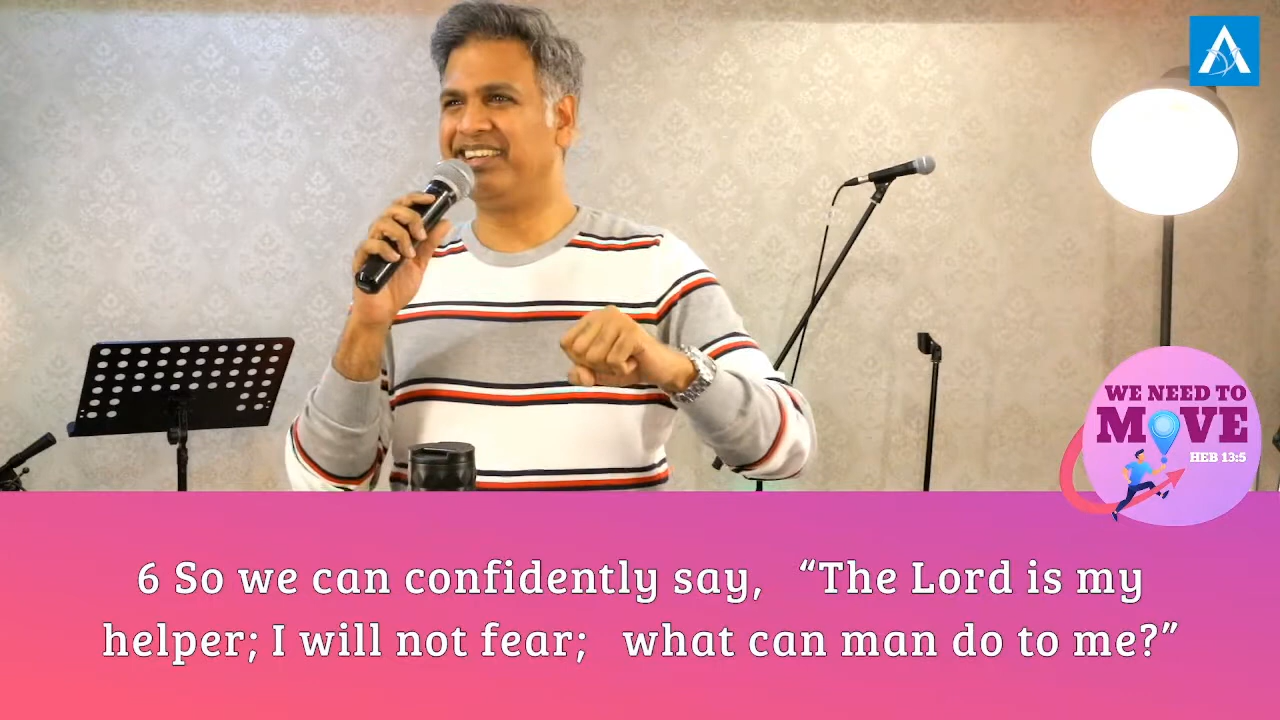 WE NEED TO
MOVE
HEB 13:5
6 So we can confidently say, “The Lord is my
helper; I will not fear; what can man do to me?”